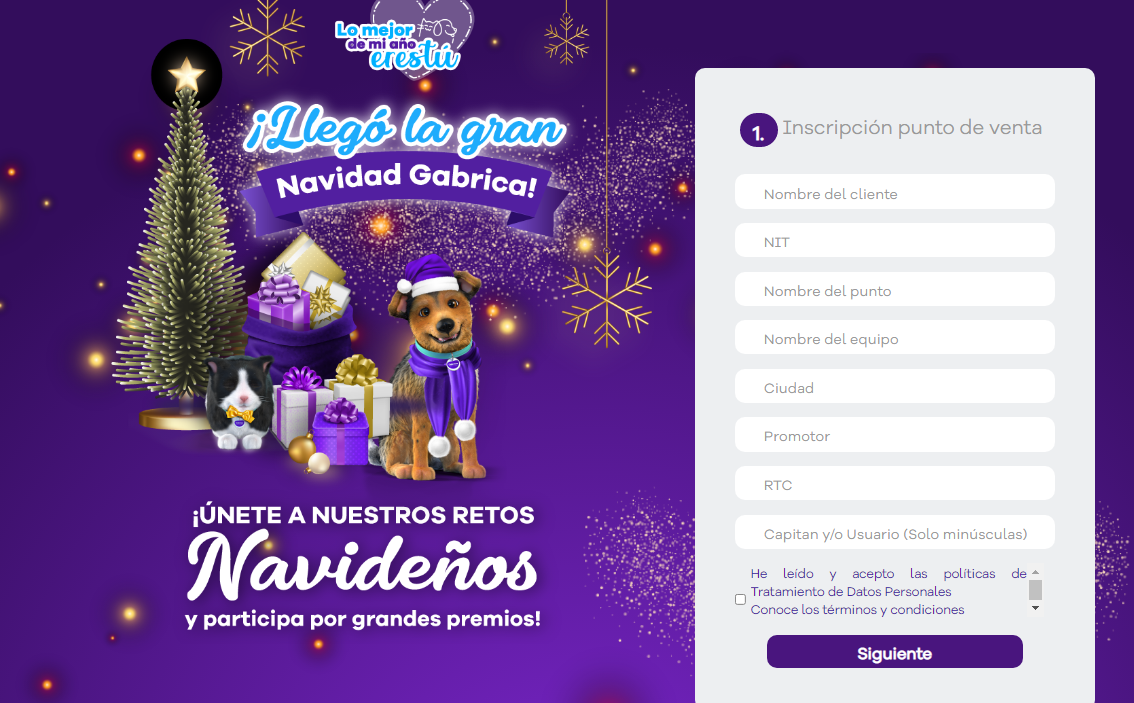 Lo mejor
de mi año
eres tú
¡Llegó la gran
Navidad Gabrica!
¡ÚNETE A NUESTROS RETOS
Navideños
y participa por grandes premios!
1. Inscripción punto de venta
Nombre del cliente
NIT
Nombre del punto
Nombre del equipo
Ciudad
Promotor
RTC
Capitan y/o Usuario (Solo minúsculas)
He leído y acepto las políticas de
Tratamiento de Datos Personales
Conoce los términos y condiciones
Siguiente